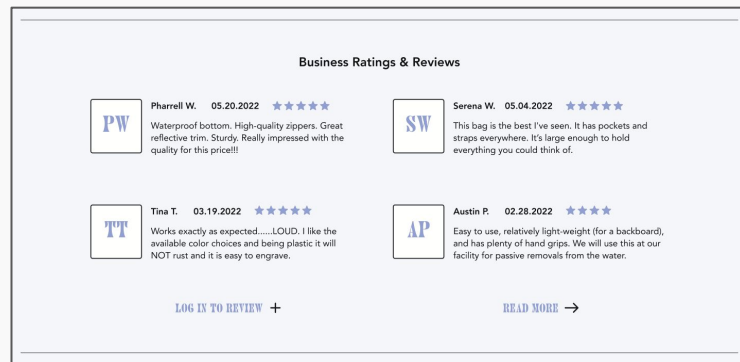 Business Ratings & Reviews
PW
Pharrell W. 05.20.2022
Waterproof bottom. High-quality zippers. Great
reflective trim. Sturdy. Really impressed with the
quality for this price!!!
SW
Serena W. 05.04.2022
This bag is the best I've seen. It has pockets and
straps everywhere. It's large enough to hold
everything you could think of.
TT
Tina T. 03.19.2022
Works exactly as expected......LOUD. I like the
available color choices and being plastic it will
NOT rust and it is easy to engrave.
AP
Austin P. 02.28.2022
Easy to use, relatively light-weight (for a backboard),
and has plenty of hand grips. We will use this at our
facility for passive removals from the water.
LOG IN TO REVIEW +
READ MORE →